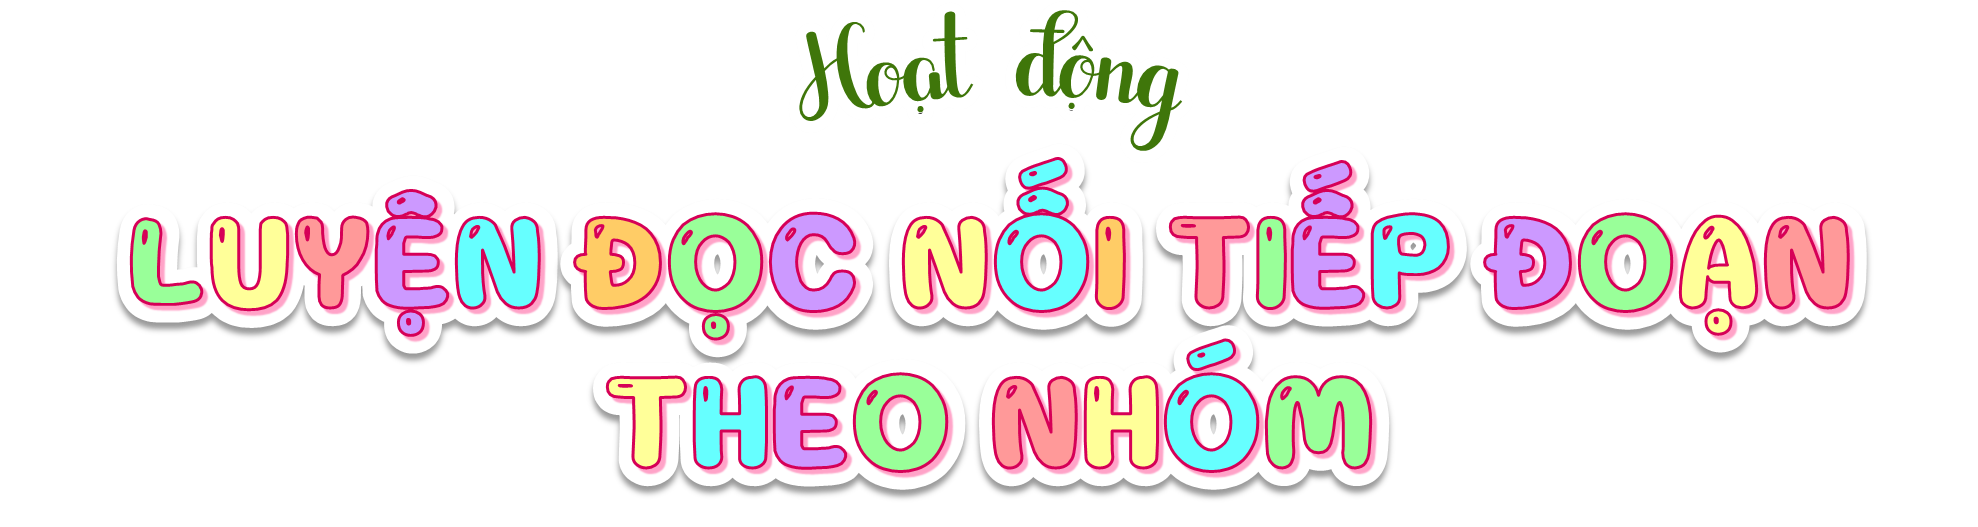 Hoạt động
LUYỆN ĐỌC NỐI TIẾP ĐOẠN
THEO NHÓM